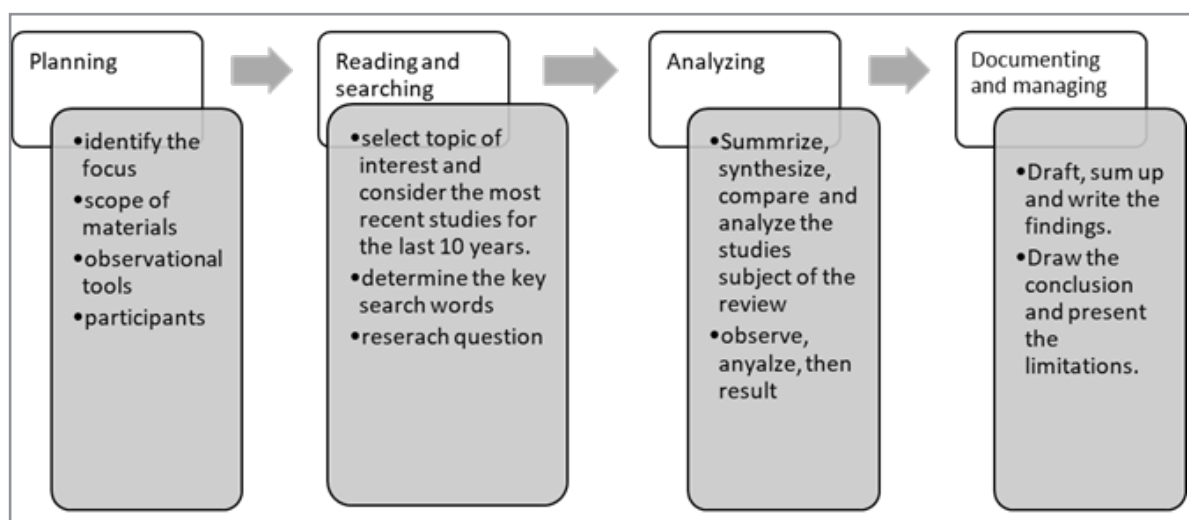 Planning
•identify the
focus
•scope of
materials
•observational
tools
•participants
Reading and
searching
•select topic of
interest and
consider the most
recent studies for
the last 10 years.
•determine the key
search words
•reserach question
Analyzing
•Summrize,
synthesize,
compare and
analyze the
studies
subject of the
review
•observe,
anyalze, then
result
Documenting
and managing
•Draft, sum up
and write the
findings.
•Draw the
conclusion
and present
the
limitations.